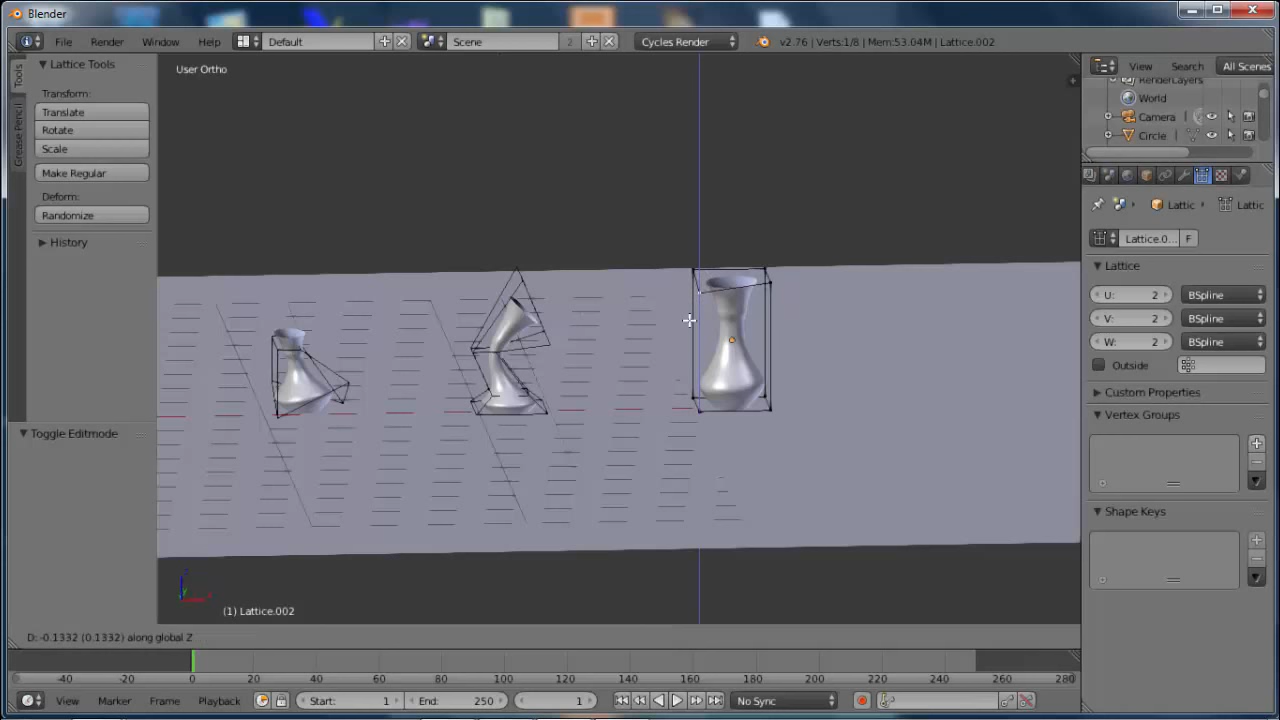 Blender
File Render Window Help Default Scene 2 Cycles Render v2.76 | Verts:1/8 | Mem:53.04M | Lattice.002
Tools
Grease Pencil
Lattice Tools
Transform:
Translate
Rotate
Scale
Make Regular
Deform:
Randomize
History
Toggle Editmode
User Ortho
(1) Lattice.002
View Search All Scenes
RenderLayers
World
Camera
Circle
Lattic Lattic
Lattice.0... F
Lattice
U: 2 BSpline
V: 2 BSpline
W: 2 BSpline
Outside
Custom Properties
Vertex Groups
Shape Keys
D: -0.1332 (0.1332) along global Z
-40 -20 0 20 40 60 80 100 120 140 160 180 200 220 240 260 280
View Marker Frame Playback Start: 1 End: 250 1 No Sync